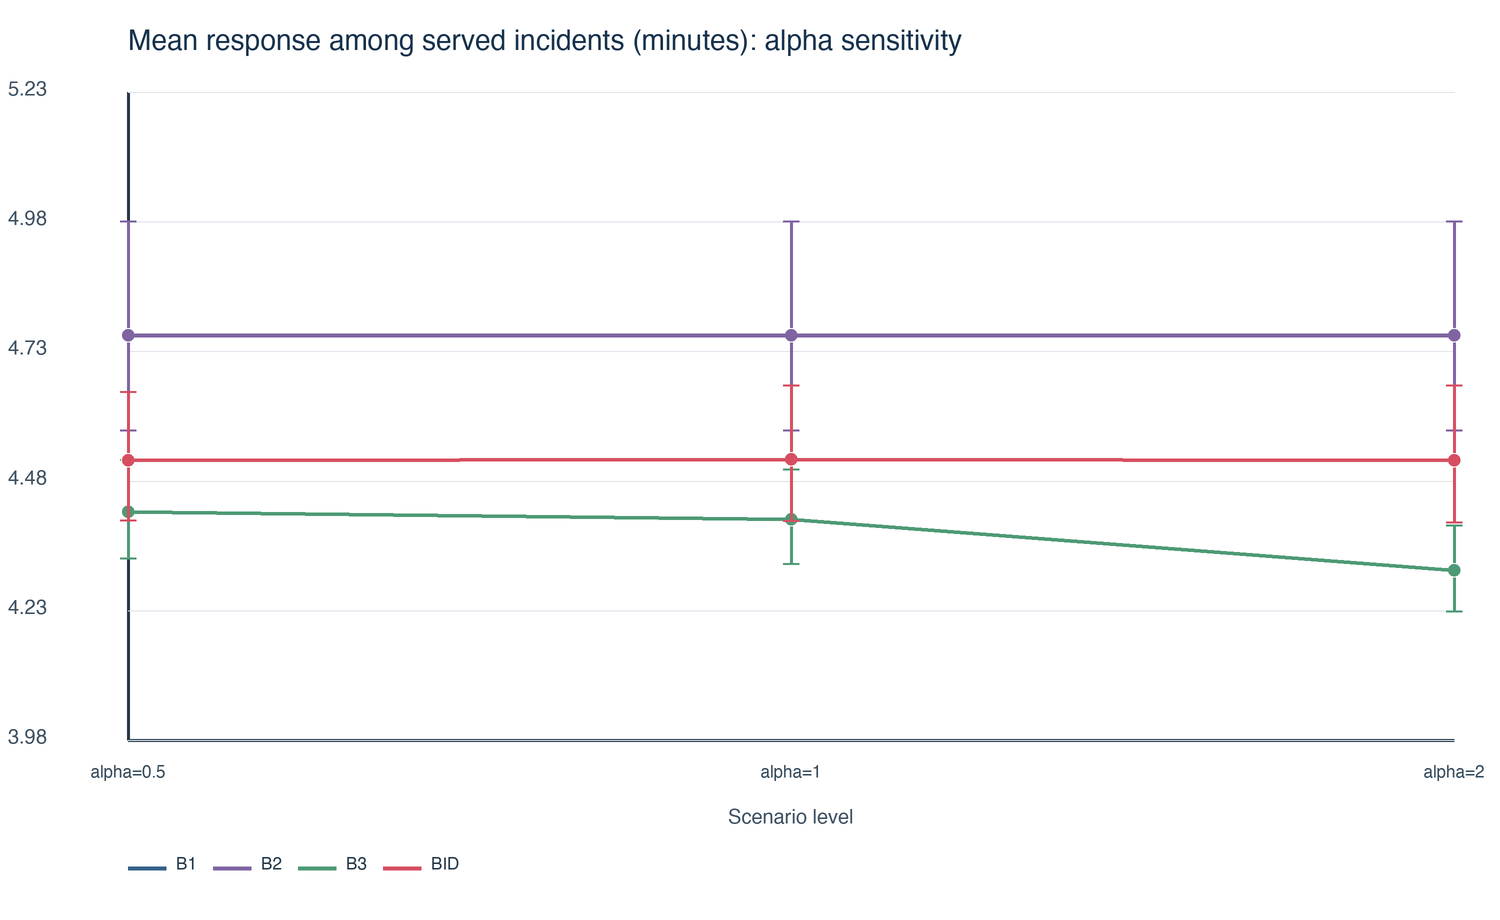 Mean response among served incidents (minutes): alpha sensitivity
5.23
4.98
4.73
4.48
4.23
3.98
alpha=0.5 alpha=1 alpha=2
Scenario level
B1 B2 B3 BID